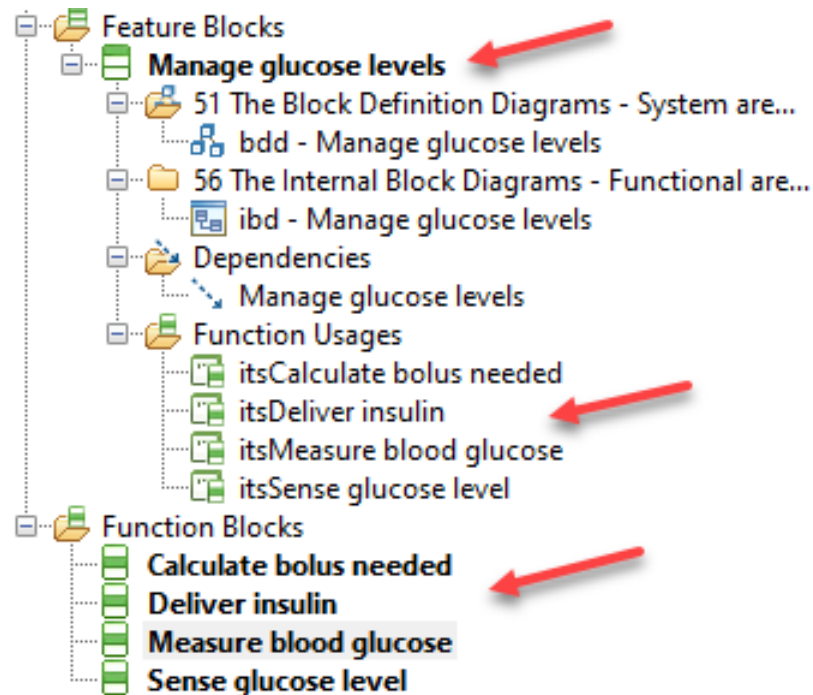 Feature Blocks
Manage glucose levels
51 The Block Definition Diagrams - System are...
bdd - Manage glucose levels
56 The Internal Block Diagrams - Functional are...
ibd - Manage glucose levels
Dependencies
Manage glucose levels
Function Usages
itsCalculate bolus needed
itsDeliver insulin
itsMeasure blood glucose
itsSense glucose level
Function Blocks
Calculate bolus needed
Deliver insulin
Measure blood glucose
Sense glucose level